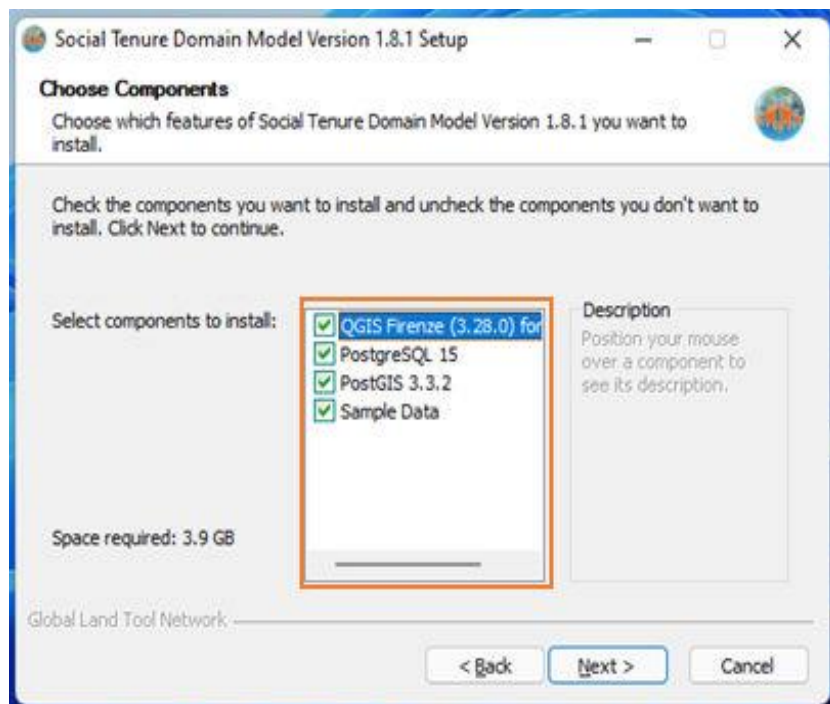 Social Tenure Domain Model Version 1.8.1 Setup
Choose Components
Choose which features of Social Tenure Domain Model Version 1.8.1 you want to
install.
Check the components you want to install and uncheck the components you don't want to
install. Click Next to continue.
Select components to install:
QGIS Firenze (3.28.0) for
PostgreSQL 15
PostGIS 3.3.2
Sample Data
Description
Position your mouse
over a component to
see its description.
Space required: 3.9 GB
Global Land Tool Network
< Back
Next >
Cancel